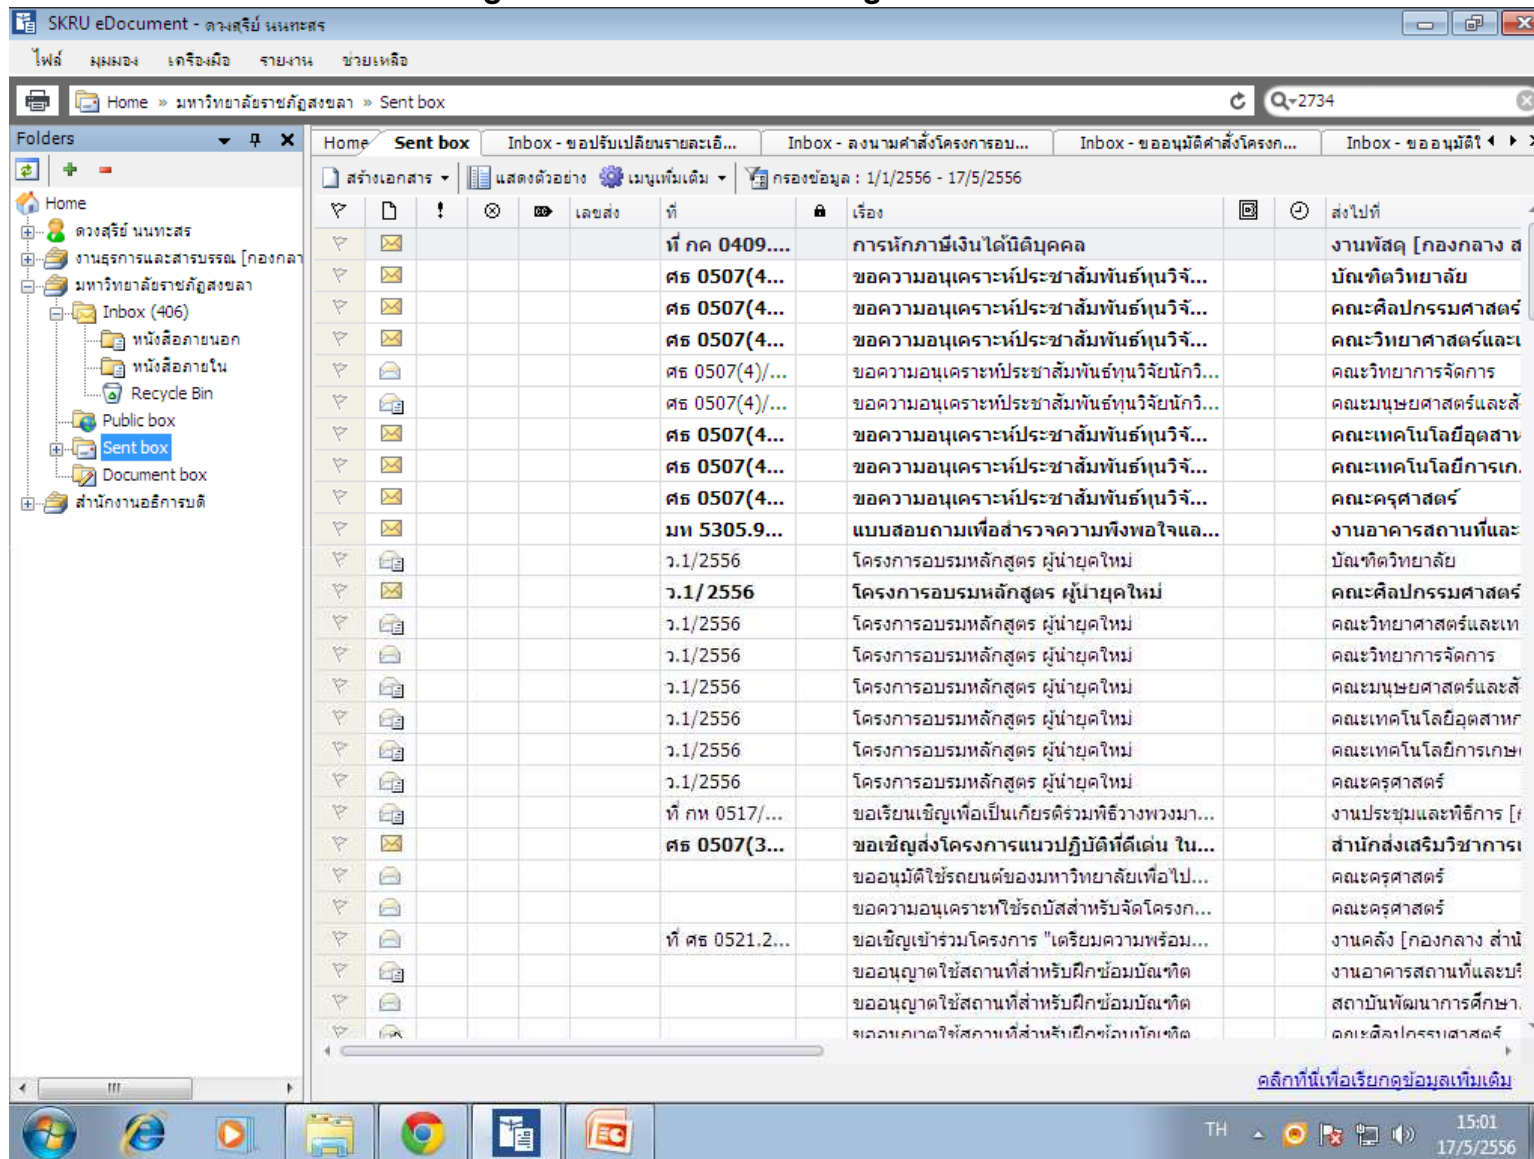 SKRU eDocument - ดวงสุรีย์ นนทะสร
ไฟล์ มุมมอง เครื่องมือ รายงาน ช่วยเหลือ
Home » มหาวิทยาลัยราชภัฏสงขลา » Sent box 2734
Folders
Home Sent box Inbox - ขอปรับเปลี่ยนรายละเอี... Inbox - ลงนามคำสั่งโครงการอบ... Inbox - ขออนุมัติคำสั่งโครงก... Inbox - ขออนุมัติใ
สร้างเอกสาร แสดงตัวอย่าง เมนูเพิ่มเติม กรองข้อมูล : 1/1/2556 - 17/5/2556
Home
ดวงสุรีย์ นนทะสร
งานธุรการและสารบรรณ [กองกลา
มหาวิทยาลัยราชภัฏสงขลา
Inbox (406)
หนังสือภายนอก
หนังสือภายใน
Recycle Bin
Public box
Sent box
Document box
สำนักงานอธิการบดี
! GO เลขส่ง ที่ เรื่อง ส่งไปที่
ที่ กค 0409.... การหักภาษีเงินได้นิติบุคคล งานพัสดุ [กองกลาง ส
ศธ 0507(4... ขอความอนุเคราะห์ประชาสัมพันธ์ทุนวิจั... บัณฑิตวิทยาลัย
ศธ 0507(4... ขอความอนุเคราะห์ประชาสัมพันธ์ทุนวิจั... คณะศิลปกรรมศาสตร์
ศธ 0507(4... ขอความอนุเคราะห์ประชาสัมพันธ์ทุนวิจั... คณะวิทยาศาสตร์และเ
ศธ 0507(4)/... ขอความอนุเคราะห์ประชาสัมพันธ์ทุนวิจัยนักวิ... คณะวิทยาการจัดการ
ศธ 0507(4)/... ขอความอนุเคราะห์ประชาสัมพันธ์ทุนวิจัยนักวิ... คณะมนุษยศาสตร์และสั
ศธ 0507(4... ขอความอนุเคราะห์ประชาสัมพันธ์ทุนวิจั... คณะเทคโนโลยีอุตสาห
ศธ 0507(4... ขอความอนุเคราะห์ประชาสัมพันธ์ทุนวิจั... คณะเทคโนโลยีการเก.
ศธ 0507(4... ขอความอนุเคราะห์ประชาสัมพันธ์ทุนวิจั... คณะครุศาสตร์
มท 5305.9... แบบสอบถามเพื่อสำรวจความพึงพอใจแล... งานอาคารสถานที่และ
ว.1/2556 โครงการอบรมหลักสูตร ผู้นำยุคใหม่ บัณฑิตวิทยาลัย
ว.1/2556 โครงการอบรมหลักสูตร ผู้นำยุคใหม่ คณะศิลปกรรมศาสตร์
ว.1/2556 โครงการอบรมหลักสูตร ผู้นำยุคใหม่ คณะวิทยาศาสตร์และเท
ว.1/2556 โครงการอบรมหลักสูตร ผู้นำยุคใหม่ คณะวิทยาการจัดการ
ว.1/2556 โครงการอบรมหลักสูตร ผู้นำยุคใหม่ คณะมนุษยศาสตร์และสั
ว.1/2556 โครงการอบรมหลักสูตร ผู้นำยุคใหม่ คณะเทคโนโลยีอุตสาหก
ว.1/2556 โครงการอบรมหลักสูตร ผู้นำยุคใหม่ คณะเทคโนโลยีการเกษ
ว.1/2556 โครงการอบรมหลักสูตร ผู้นำยุคใหม่ คณะครุศาสตร์
ที่ กห 0517/... ขอเรียนเชิญเพื่อเป็นเกียรติร่วมพิธีวางพวงมา... งานประชุมและพิธีการ [ก
ศธ 0507(3... ขอเชิญส่งโครงการแนวปฏิบัติที่ดีเด่น ใน... สำนักส่งเสริมวิชาการเ
ขออนุมัติใช้รถยนต์ของมหาวิทยาลัยเพื่อไป... คณะครุศาสตร์
ขอความอนุเคราะห์ใช้รถบัสสำหรับจัดโครงก... คณะครุศาสตร์
ที่ ศธ 0521.2... ขอเชิญเข้าร่วมโครงการ "เตรียมความพร้อม... งานคลัง [กองกลาง สำนั
ขออนุญาตใช้สถานที่สำหรับฝึกซ้อมบัณฑิต งานอาคารสถานที่และบริ
ขออนุญาตใช้สถานที่สำหรับฝึกซ้อมบัณฑิต สถาบันพัฒนาการศึกษา.
ขออนุญาตใช้สถานที่สำหรับฝึกซ้อมบัณฑิต คณะศิลปกรรมศาสตร์
คลิกที่นี่เพื่อเรียกดูข้อมูลเพิ่มเติม
TH 15:01
17/5/2556